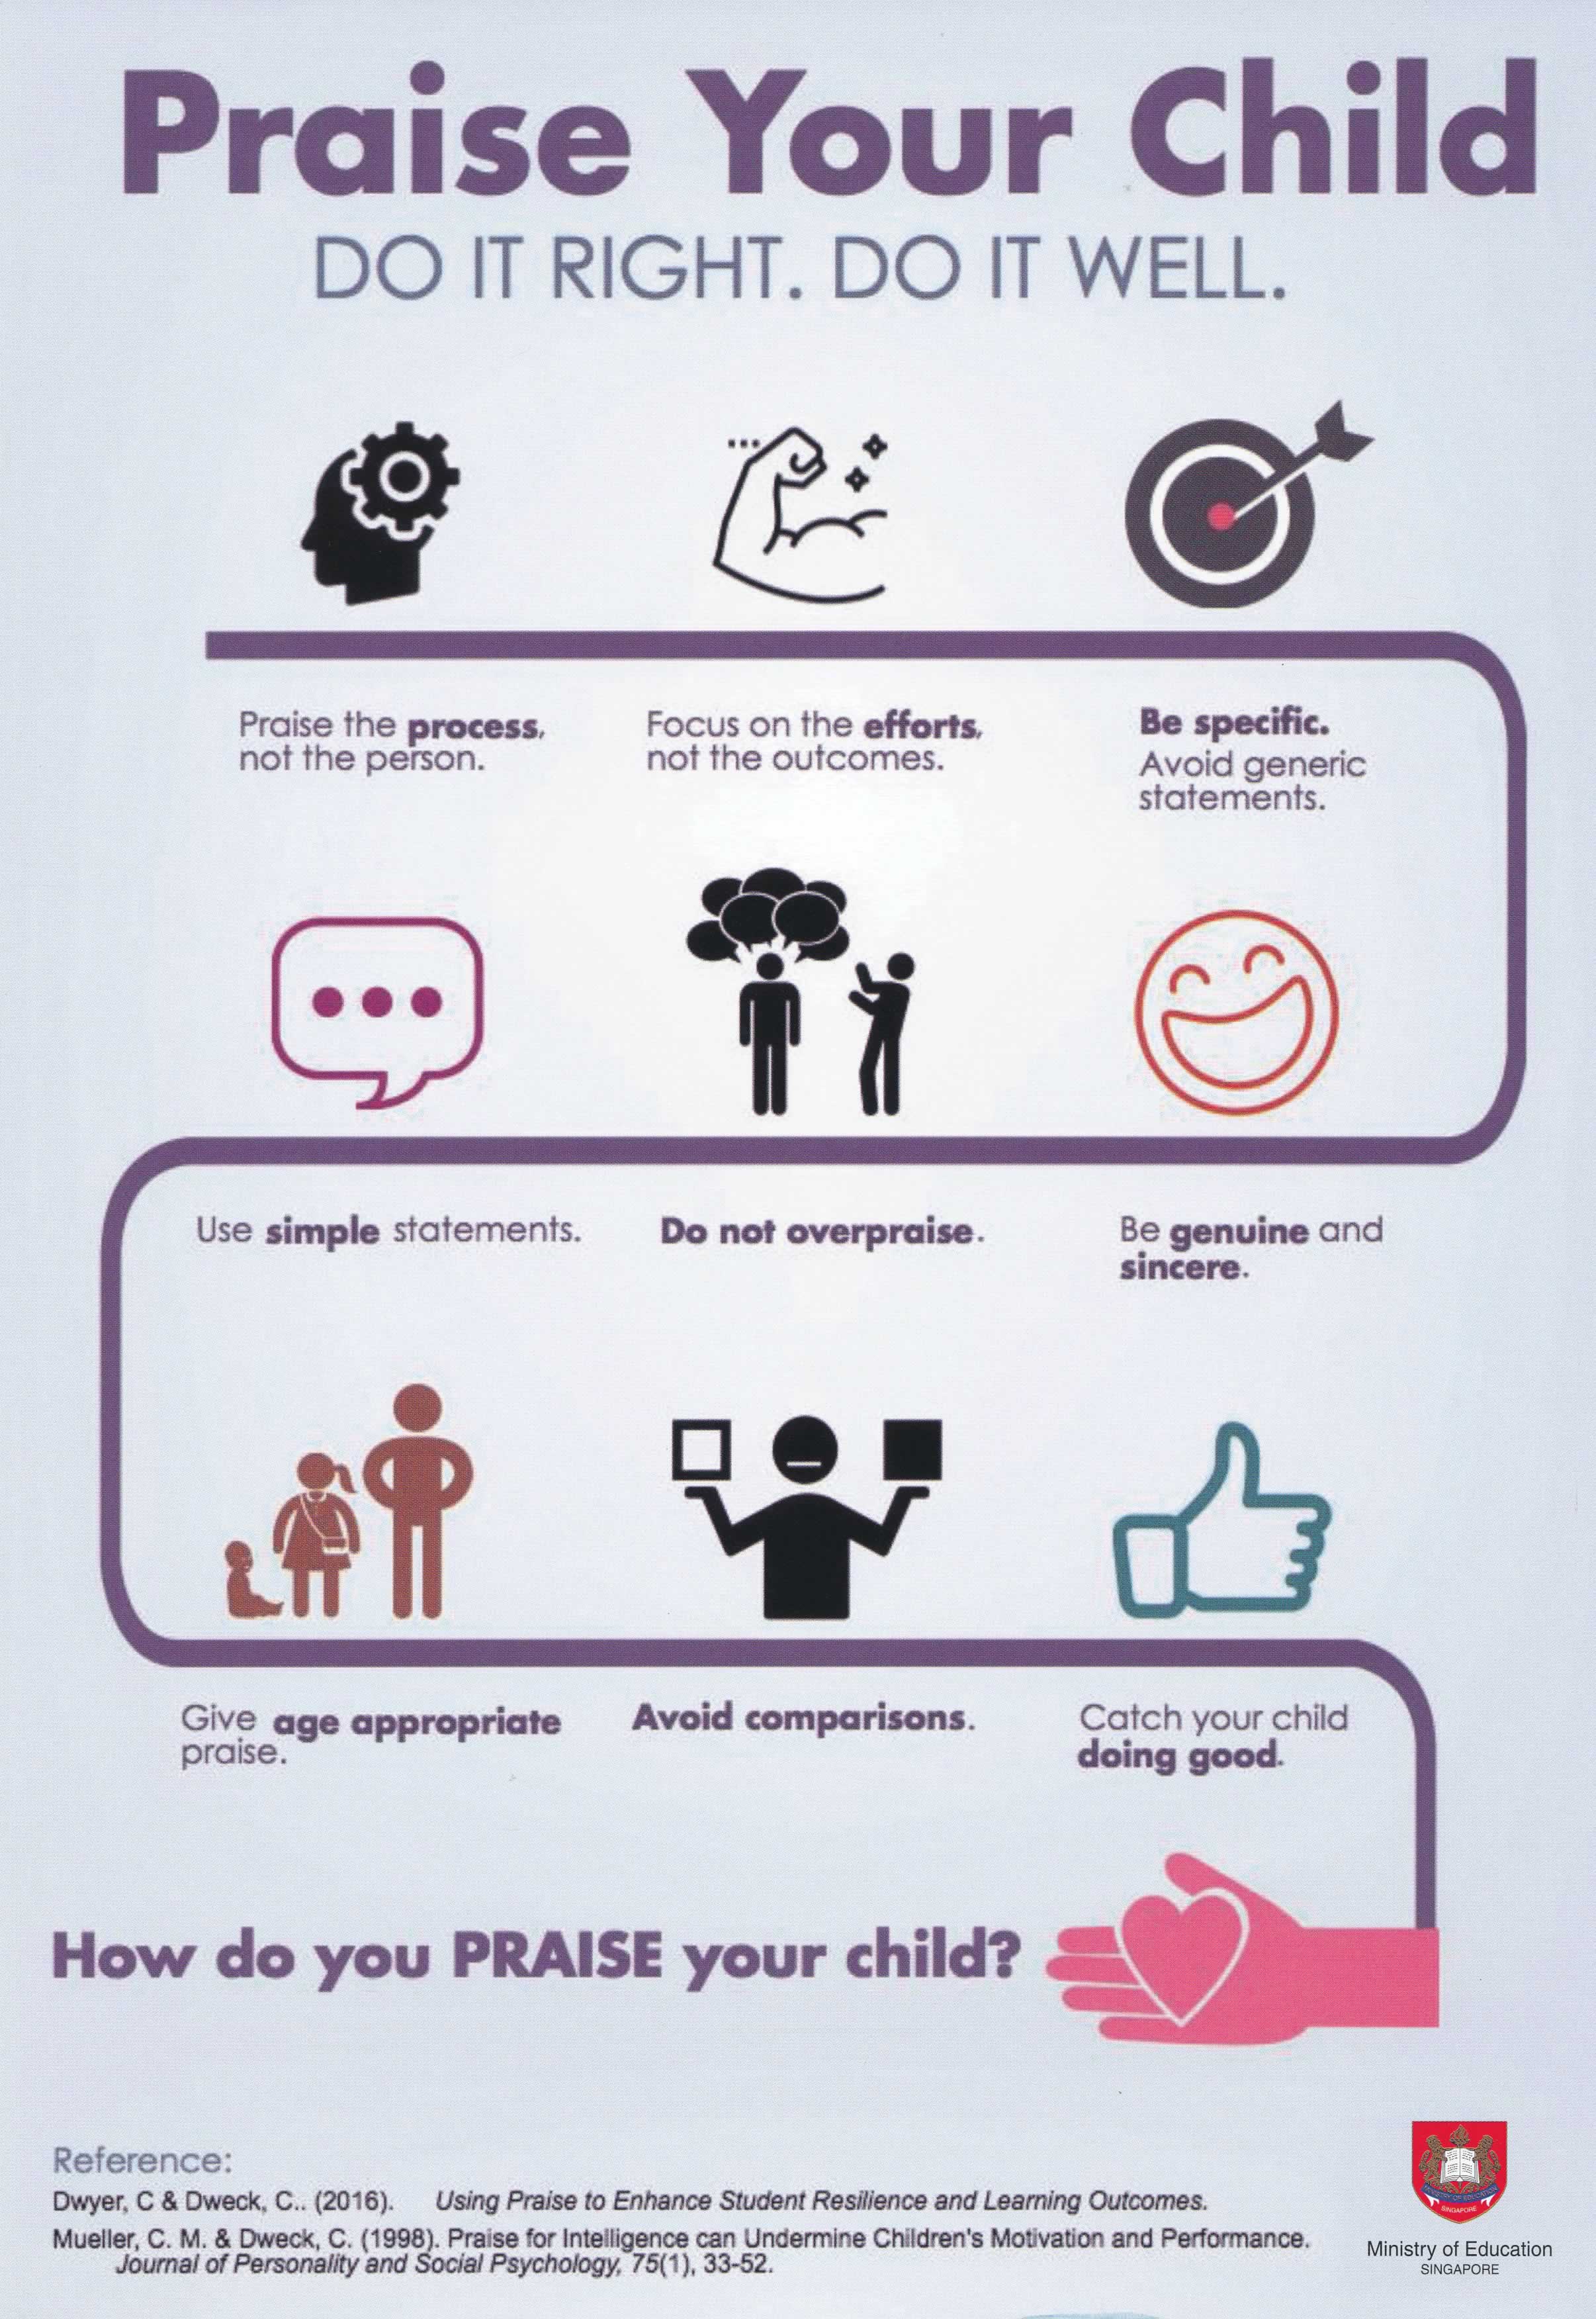 Praise Your Child
DO IT RIGHT. DO IT WELL.
Praise the process,
not the person.
Focus on the efforts,
not the outcomes.
Be specific.
Avoid generic
statements.
Use simple statements.
Do not overpraise.
Be genuine and
sincere.
Give age appropriate
praise.
Avoid comparisons.
Catch your child
doing good.
How do you PRAISE your child?
Reference:
Dwyer, C & Dweck, C.. (2016). Using Praise to Enhance Student Resilience and Learning Outcomes.
Mueller, C. M. & Dweck, C. (1998). Praise for Intelligence can Undermine Children's Motivation and Performance.
Journal of Personality and Social Psychology, 75(1), 33-52.
MINISTRY OF EDUCATION
SINGAPORE
Ministry of Education
SINGAPORE